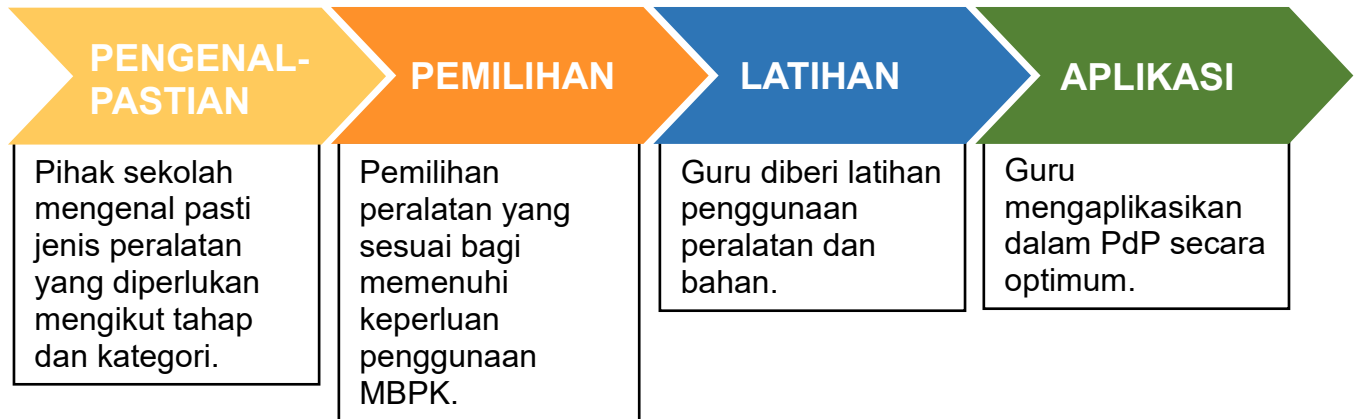 PENGENAL-
PASTIAN
Pihak sekolah
mengenal pasti
jenis peralatan
yang diperlukan
mengikut tahap
dan kategori.
PEMILIHAN
Pemilihan
peralatan yang
sesuai bagi
memenuhi
keperluan
penggunaan
MBPK.
LATIHAN
Guru diberi latihan
penggunaan
peralatan dan
bahan.
APLIKASI
Guru
mengaplikasikan
dalam PdP secara
optimum.